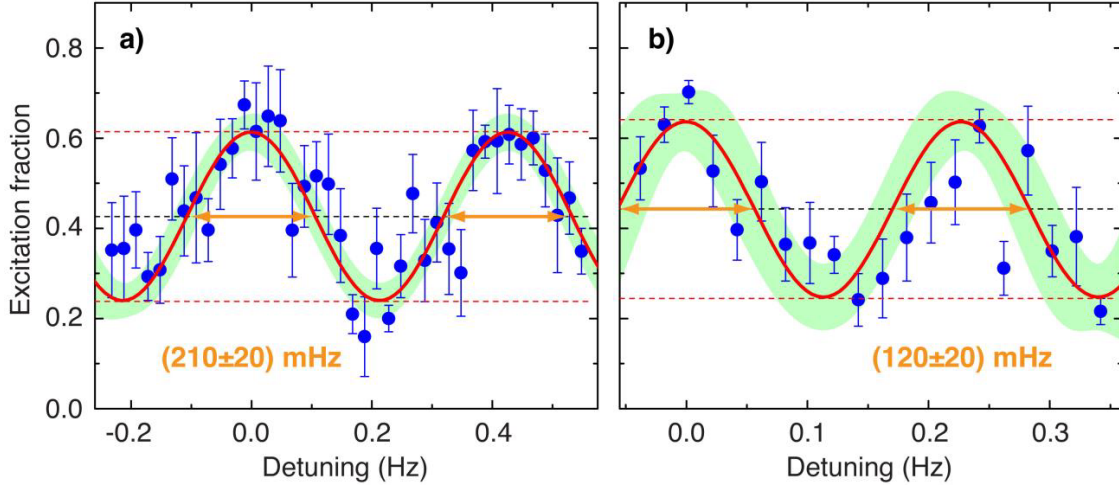 a)
b)
Excitation fraction
0.8
0.6
0.4
0.2
0.0
(210±20) mHz
(120±20) mHz
-0.2 0.0 0.2 0.4
0.0 0.1 0.2 0.3
Detuning (Hz)
Detuning (Hz)